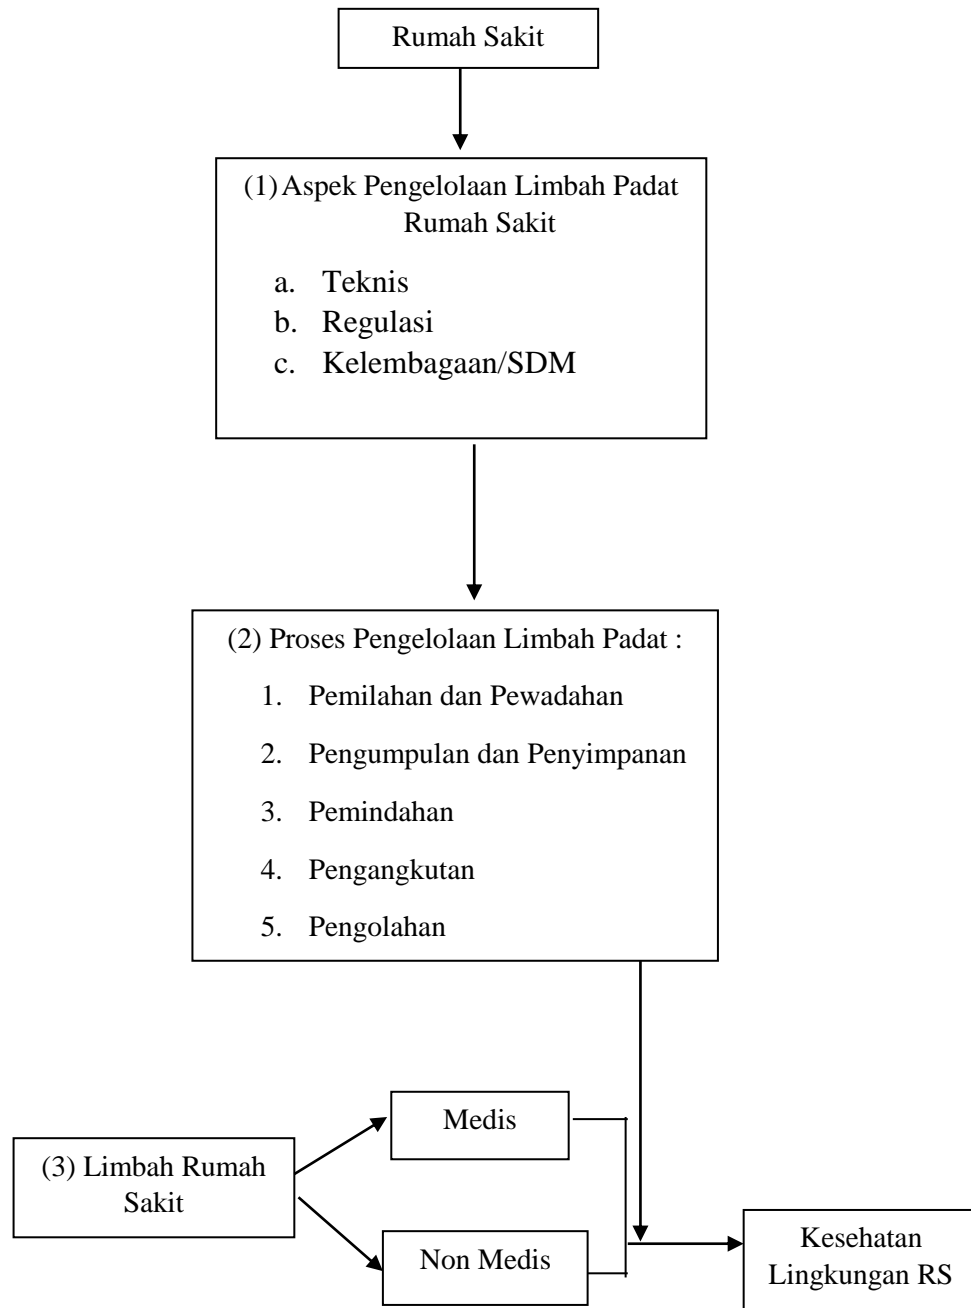 Rumah Sakit
(1) Aspek Pengelolaan Limbah Padat
Rumah Sakit
a. Teknis
b. Regulasi
c. Kelembagaan/SDM
(2) Proses Pengelolaan Limbah Padat :
1. Pemilahan dan Pewadahan
2. Pengumpulan dan Penyimpanan
3. Pemindahan
4. Pengangkutan
5. Pengolahan
(3) Limbah Rumah
Sakit
Medis
Non Medis
Kesehatan
Lingkungan RS